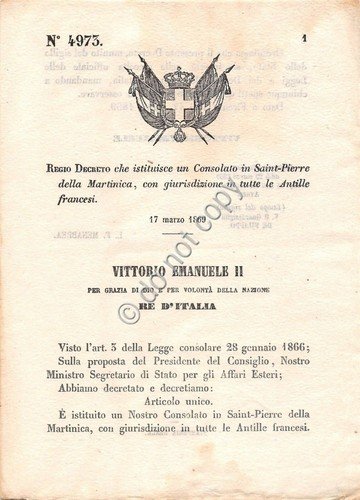 N° 4973.
1
REGIO DECRETO che istituisce un Consolato in Saint-Pierre
della Martinica, con giurisdizione in tutte le Antille
francesi.
17 marzo 1869
VITTORIO EMANUELE II
PER GRAZIA DI DIO E PER VOLONTÀ DELLA NAZIONE
RE D'ITALIA
Visto l'art. 3 della Legge consolare 28 gennaio 1866;
Sulla proposta del Presidente del Consiglio, Nostro
Ministro Segretario di Stato per gli Affari Esteri;
Abbiamo decretato e decretiamo:
Articolo unico.
È istituito un Nostro Consolato in Saint-Pierre della
Martinica, con giurisdizione in tutte le Antille francesi.
do not copy